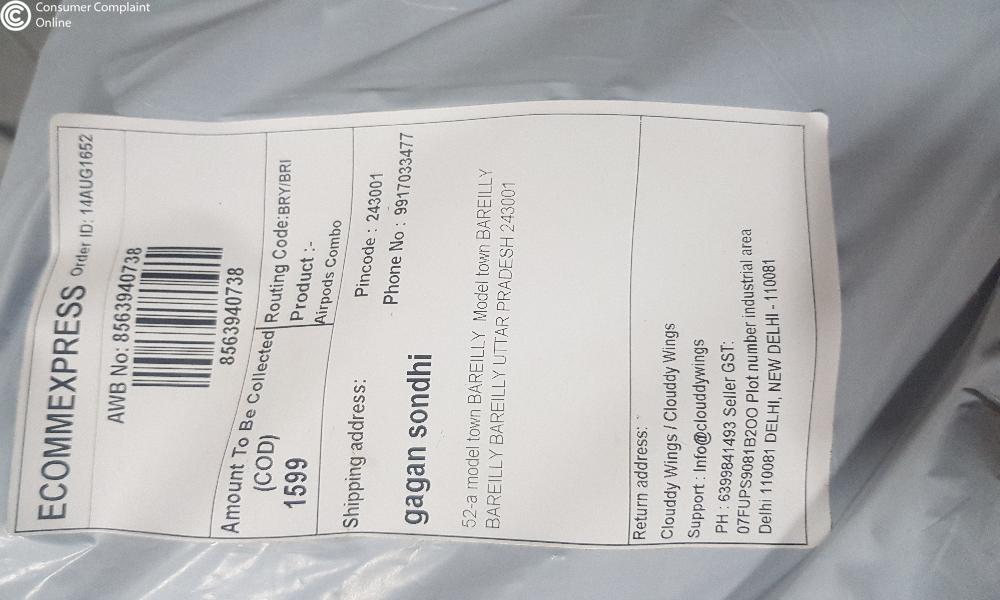 Consumer Complaint
Online
ECOMMEXPRESS Order ID: 14AUG1652
AWB No: 8563940738
8563940738
Amount To Be Collected
(COD)
1599
Routing Code:BRY/BRI
Product :-
Airpods Combo
Shipping address:
Pincode : 243001
gagan sondhi
Phone No : 9917033477
52-a model town BAREILLY Model town BAREILLY
BAREILLY BAREILLY UTTAR PRADESH 243001
Return address:
Clouddy Wings / Clouddy Wings
Support : Info@clouddywings
PH : 6399841493 Seller GST:
07FUPS9081B2OO Plot number industrial area
Delhi 110081 DELHI, NEW DELHI - 110081